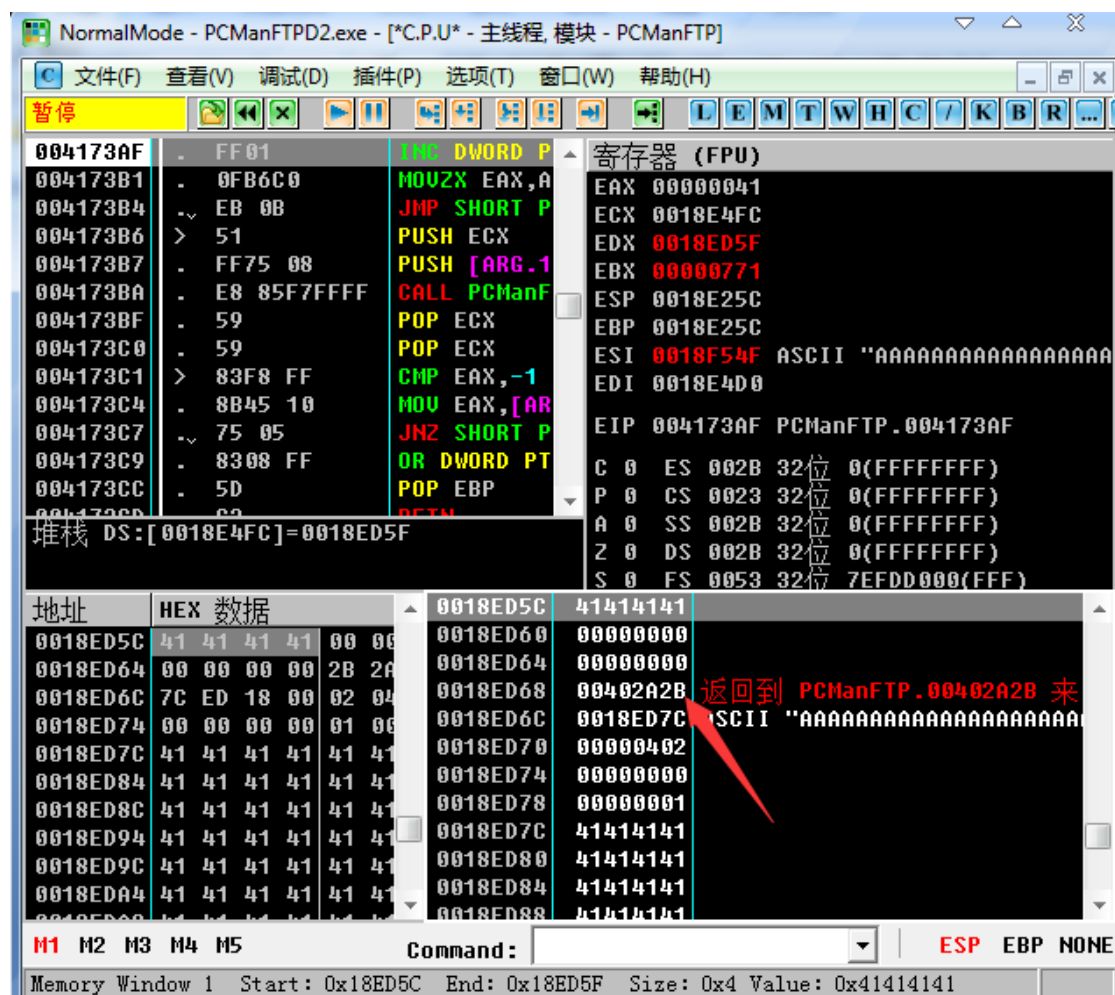 NormalMode - PCManFTPD2.exe - [*C.P.U* - 主线程, 模块 - PCManFTP]
C 文件(F) 查看(V) 调试(D) 插件(P) 选项(T) 窗口(W) 帮助(H)
暂停 L E M T W H C / K B R ...
004173AF . FF01 INC DWORD P
004173B1 . 0FB6C0 MOVZX EAX,A
004173B4 . EB 0B JMP SHORT P
004173B6 > 51 PUSH ECX
004173B7 . FF75 08 PUSH [ARG.1
004173BA . E8 85F7FFFF CALL PCManF
004173BF . 59 POP ECX
004173C0 . 59 POP ECX
004173C1 > 83F8 FF CMP EAX,-1
004173C4 . 8B45 10 MOV EAX,[AR
004173C7 . 75 05 JNZ SHORT P
004173C9 . 8308 FF OR DWORD PT
004173CC . 5D POP EBP
堆栈 DS:[0018E4FC]=0018ED5F
寄存器 (FPU)
EAX 00000041
ECX 0018E4FC
EDX 0018ED5F
EBX 00000771
ESP 0018E25C
EBP 0018E25C
ESI 0018F54F ASCII "AAAAAAAAAAAAAAAAA
EDI 0018E4D0
EIP 004173AF PCManFTP.004173AF
C 0 ES 002B 32位 0(FFFFFFFF)
P 0 CS 0023 32位 0(FFFFFFFF)
A 0 SS 002B 32位 0(FFFFFFFF)
Z 0 DS 002B 32位 0(FFFFFFFF)
S 0 FS 0053 32位 7EFDD000(FFF)
地址 HEX 数据
0018ED5C 41 41 41 41 00 00
0018ED64 00 00 00 00 2B 2A
0018ED6C 7C ED 18 00 02 04
0018ED74 00 00 00 00 01 00
0018ED7C 41 41 41 41 41 41
0018ED84 41 41 41 41 41 41
0018ED8C 41 41 41 41 41 41
0018ED94 41 41 41 41 41 41
0018ED9C 41 41 41 41 41 41
0018EDA4 41 41 41 41 41 41
0018ED5C 41414141
0018ED60 00000000
0018ED64 00000000
0018ED68 00402A2B 返回到 PCManFTP.00402A2B 来
0018ED6C 0018ED7C ASCII "AAAAAAAAAAAAAAAAAAAA
0018ED70 00000402
0018ED74 00000000
0018ED78 00000001
0018ED7C 41414141
0018ED80 41414141
0018ED84 41414141
0018ED88 41414141
M1 M2 M3 M4 M5 Command: ESP EBP NONE
Memory Window 1 Start: 0x18ED5C End: 0x18ED5F Size: 0x4 Value: 0x41414141